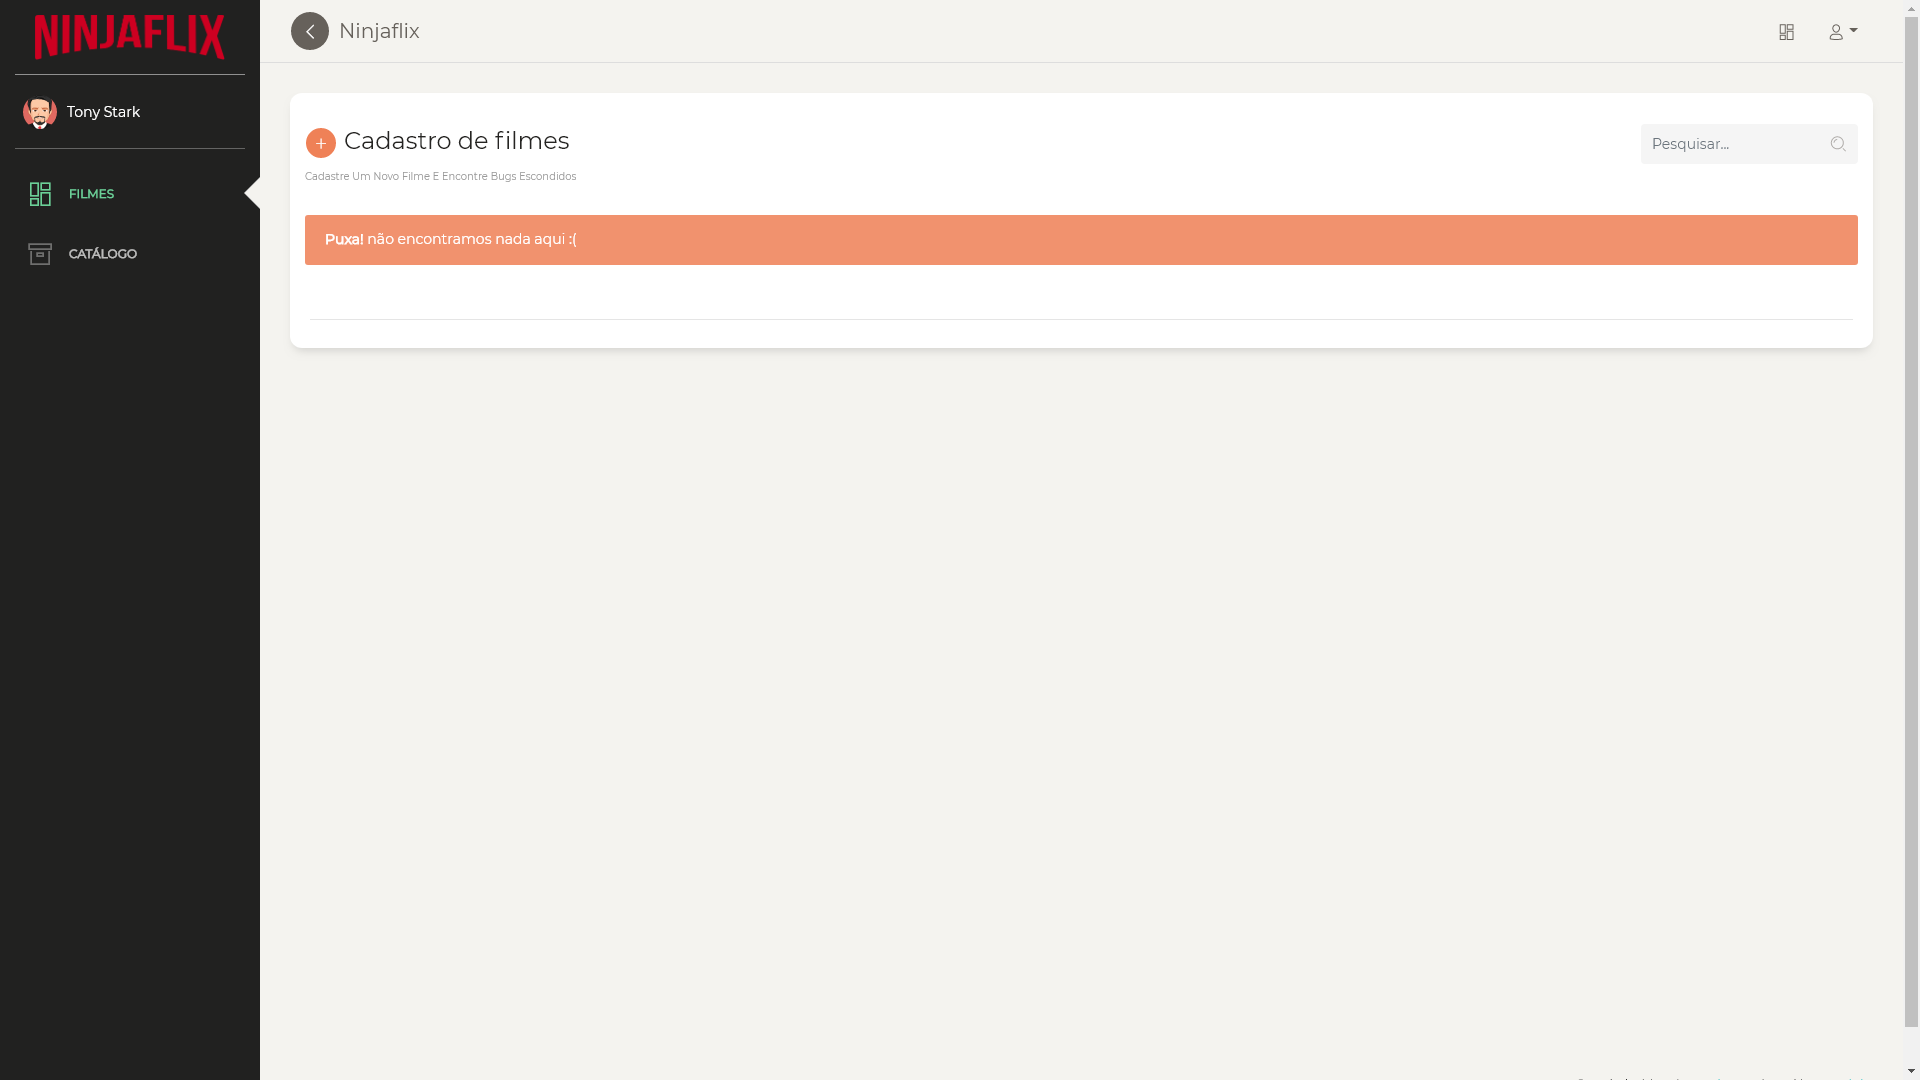 NINJAFLIX
Ninjaflix
Tony Stark
FILMES
CATÁLOGO
Cadastro de filmes
Pesquisar...
Cadastre Um Novo Filme E Encontre Bugs Escondidos
Puxa! não encontramos nada aqui :(